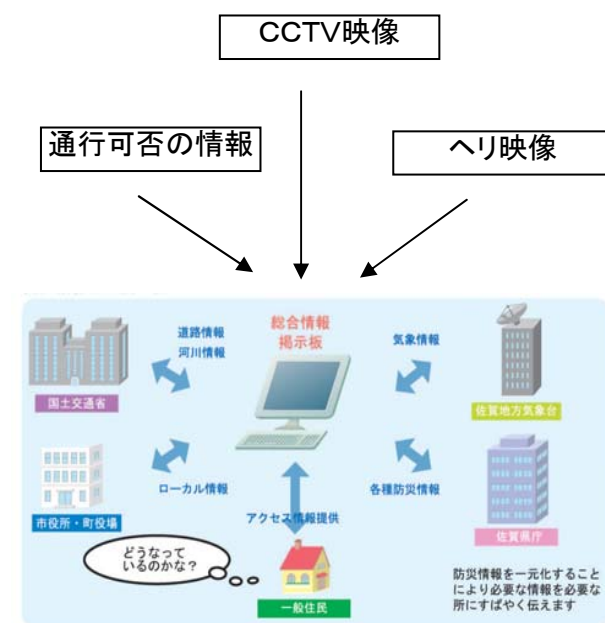 CCTV映像
通行可否の情報
ヘリ映像
総合情報
掲示板
道路情報
河川情報
気象情報
国土交通省
佐賀地方気象台
ローカル情報
各種防災情報
市役所・町役場
アクセス情報提供
佐賀県庁
どうなって
いるのかな?
一般住民
防災情報を一元化すること
により必要な情報を必要な
所にすばやく伝えます